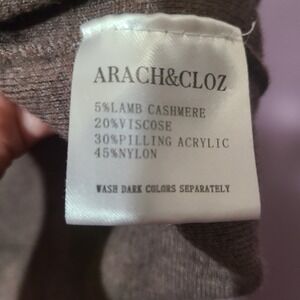 ARACH&CLOZ
5%LAMB CASHMERE
20%VISCOSE
30%PILLING ACRYLIC
45%NYLON
WASH DARK COLORS SEPARATELY